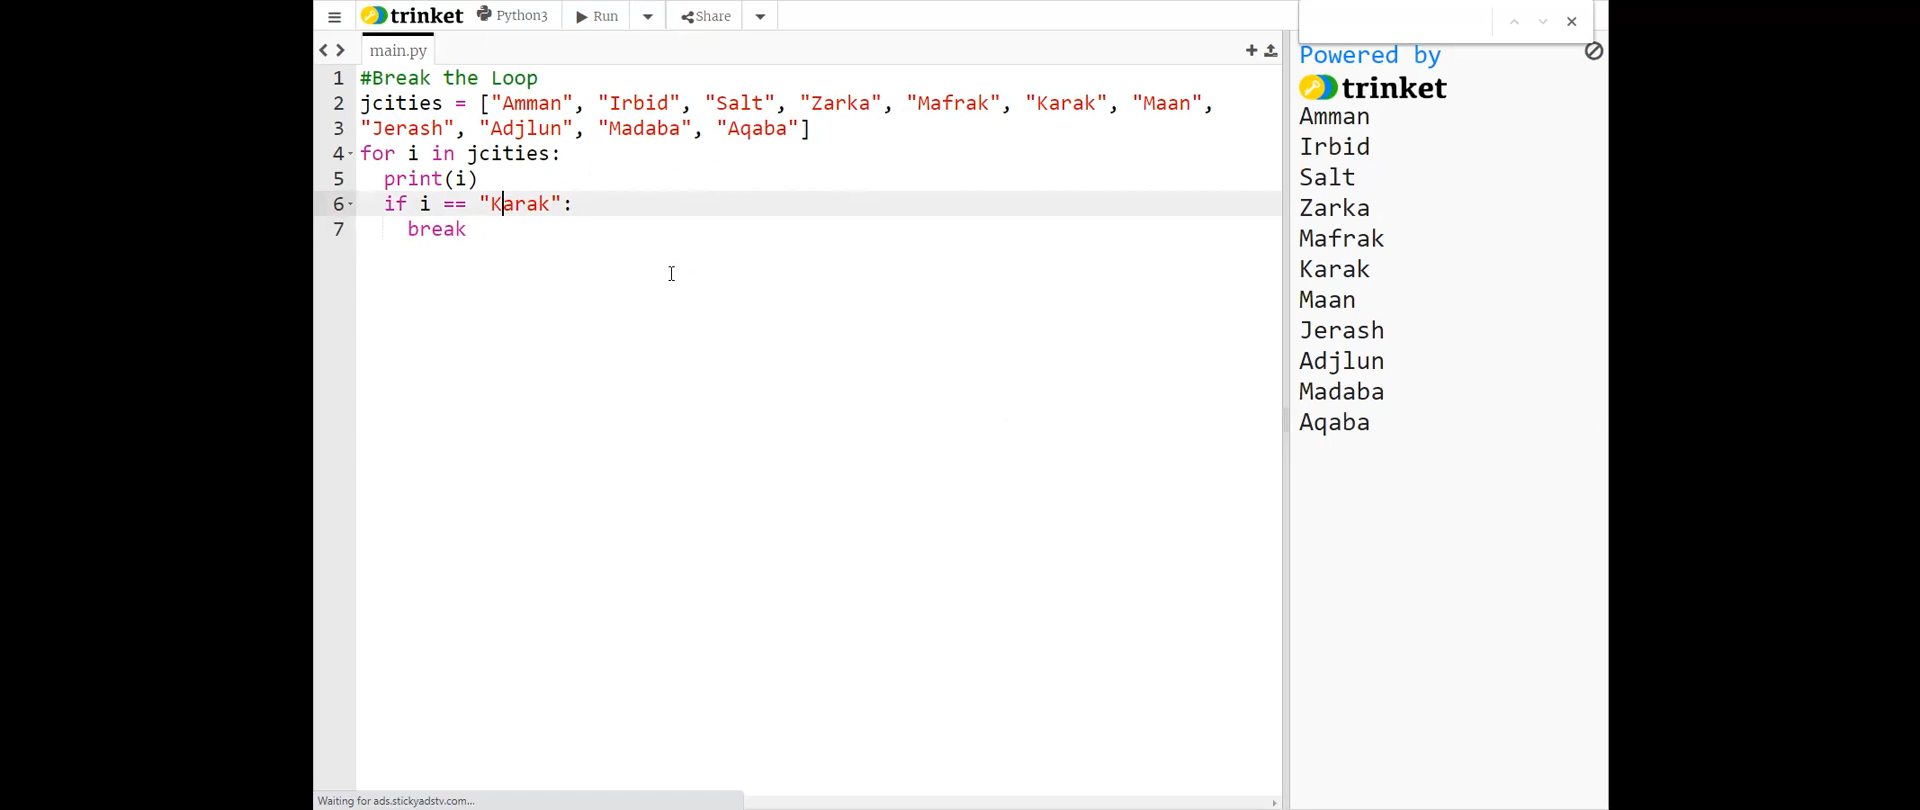 trinket Python3 Run Share
main.py
1 #Break the Loop
2 jcities = ["Amman", "Irbid", "Salt", "Zarka", "Mafrak", "Karak", "Maan",
3 "Jerash", "Adjlun", "Madaba", "Aqaba"]
4 for i in jcities:
5 print(i)
6 if i == "Karak":
7 break
Powered by
trinket
Amman
Irbid
Salt
Zarka
Mafrak
Karak
Maan
Jerash
Adjlun
Madaba
Aqaba
Waiting for ads.stickyadstv.com...